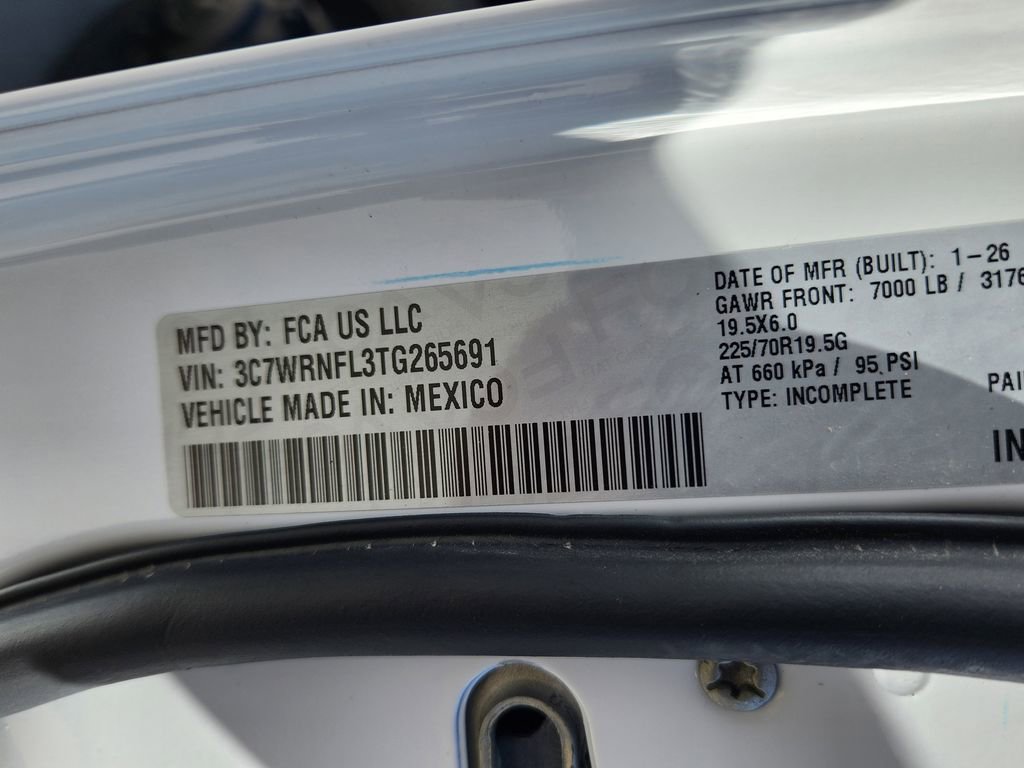 MFD BY: FCA US LLC
VIN: 3C7WRNFL3TG265691
VEHICLE MADE IN: MEXICO
DATE OF MFR (BUILT): 1-26
GAWR FRONT: 7000 LB / 3176
19.5X6.0
225/70R19.5G
AT 660 kPa / 95 PSI
TYPE: INCOMPLETE